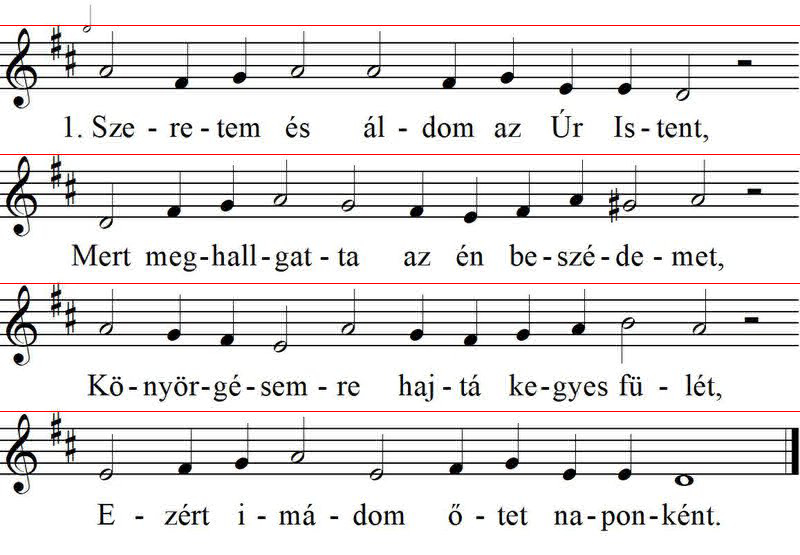 1. Sze - re - tem és ál - dom az Úr Is - tent,
Mert meg - hall - gat - ta az én be - szé - de - met,
Kö - nyör - gé - sem - re haj - tá ke - gyes fü - lét,
E - zért i - má - dom ő - tet na - pon - ként.